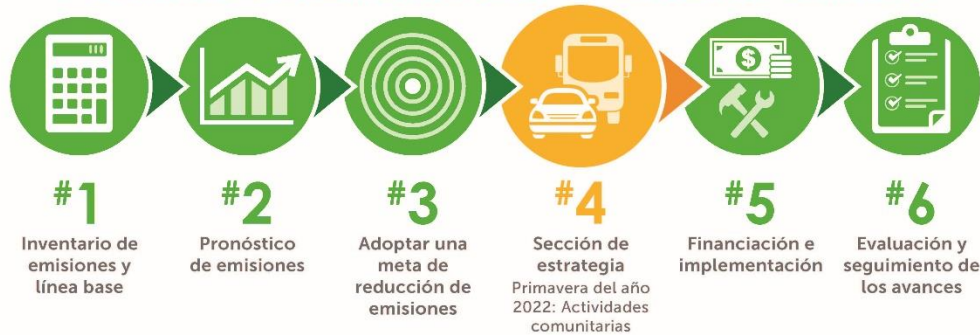 #1
Inventario de
emisiones y
línea base
#2
Pronóstico
de emisiones
#3
Adoptar una
meta de
reducción de
emisiones
#4
Sección de
estrategia
Primavera del año
2022: Actividades
comunitarias
$
#5
Financiación e
implementación
#6
Evaluación y
seguimiento de
los avances